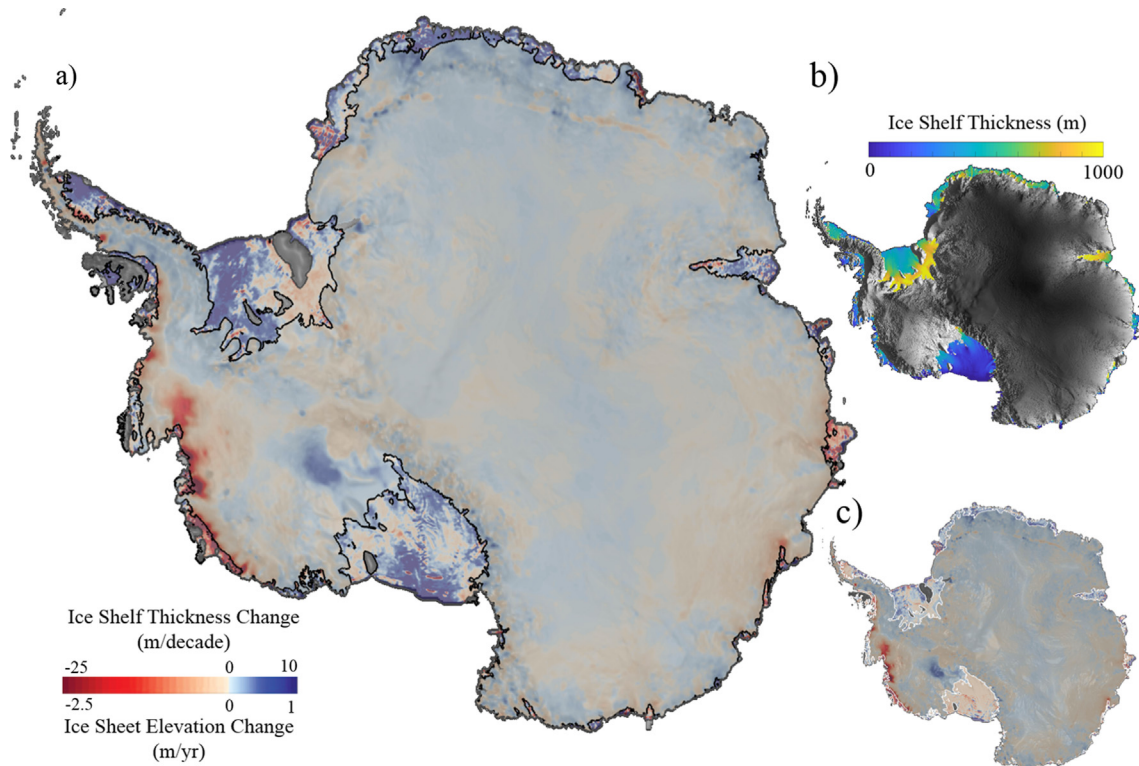 a)
b)
Ice Shelf Thickness (m)
0 1000
c)
Ice Shelf Thickness Change
(m/decade)
-25 0 10
-2.5 0 1
Ice Sheet Elevation Change
(m/yr)